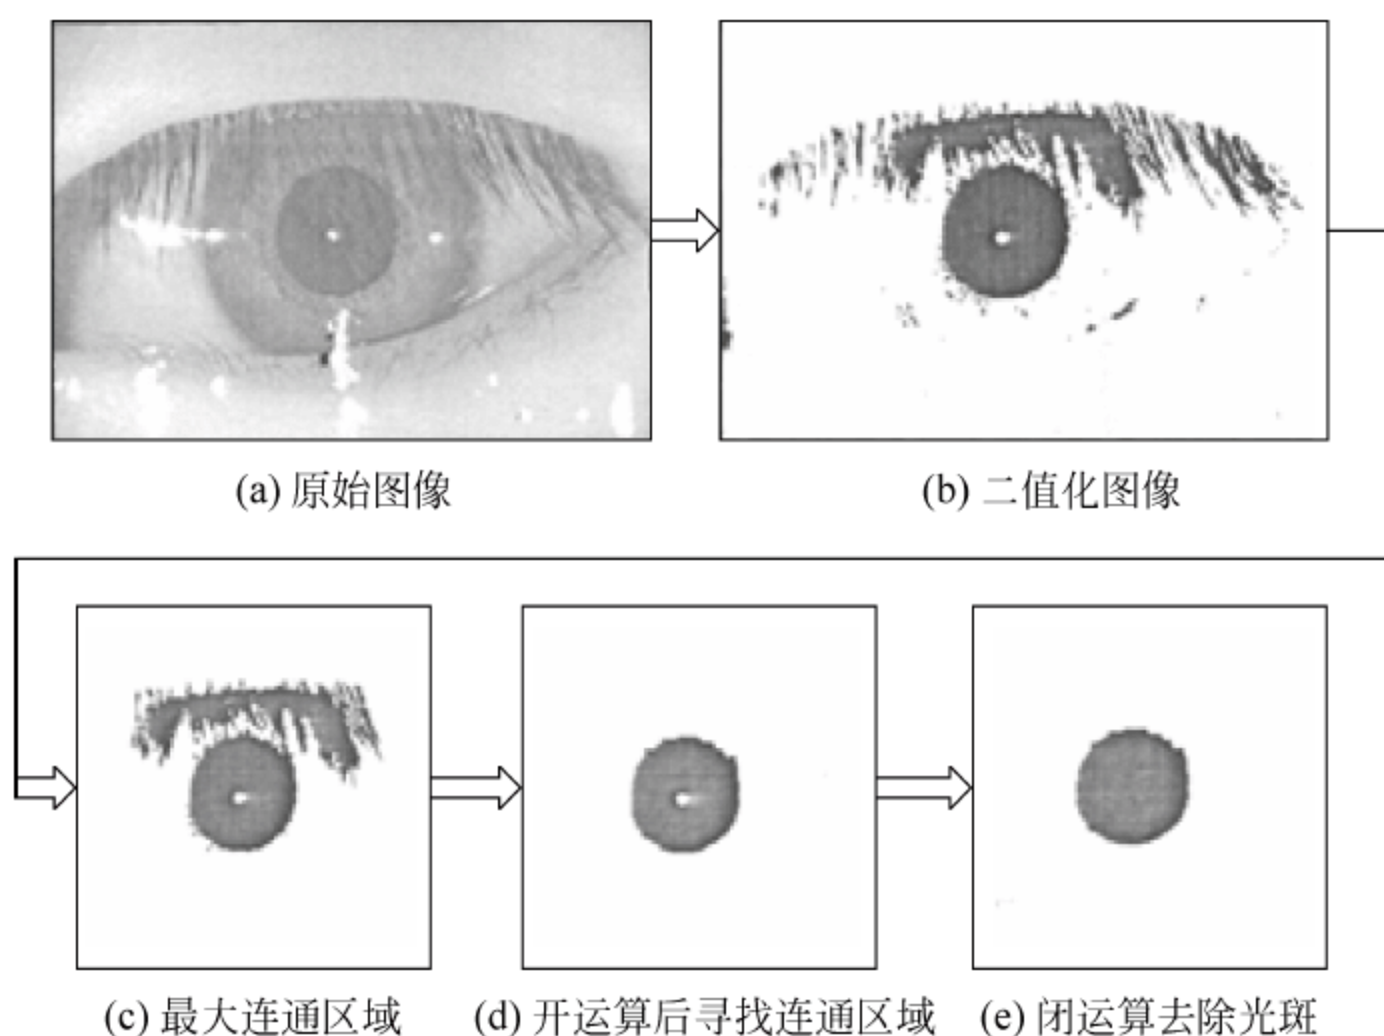 (a) 原始图像
(b) 二值化图像
(c) 最大连通区域
(d) 开运算后寻找连通区域
(e) 闭运算去除光斑